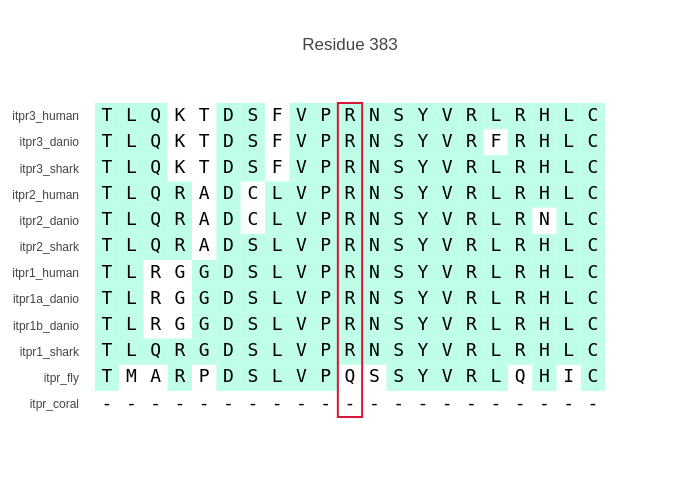 Residue 383
itpr3_human T L Q K T D S F V P R N S Y V R L R H L C
itpr3_danio T L Q K T D S F V P R N S Y V R F R H L C
itpr3_shark T L Q K T D S F V P R N S Y V R L R H L C
itpr2_human T L Q R A D C L V P R N S Y V R L R H L C
itpr2_danio T L Q R A D C L V P R N S Y V R L R N L C
itpr2_shark T L Q R A D S L V P R N S Y V R L R H L C
itpr1_human T L R G G D S L V P R N S Y V R L R H L C
itpr1a_danio T L R G G D S L V P R N S Y V R L R H L C
itpr1b_danio T L R G G D S L V P R N S Y V R L R H L C
itpr1_shark T L Q R G D S L V P R N S Y V R L R H L C
itpr_fly T M A R P D S L V P Q S S Y V R L Q H I C
itpr_coral - - - - - - - - - - - - - - - - - - - - -